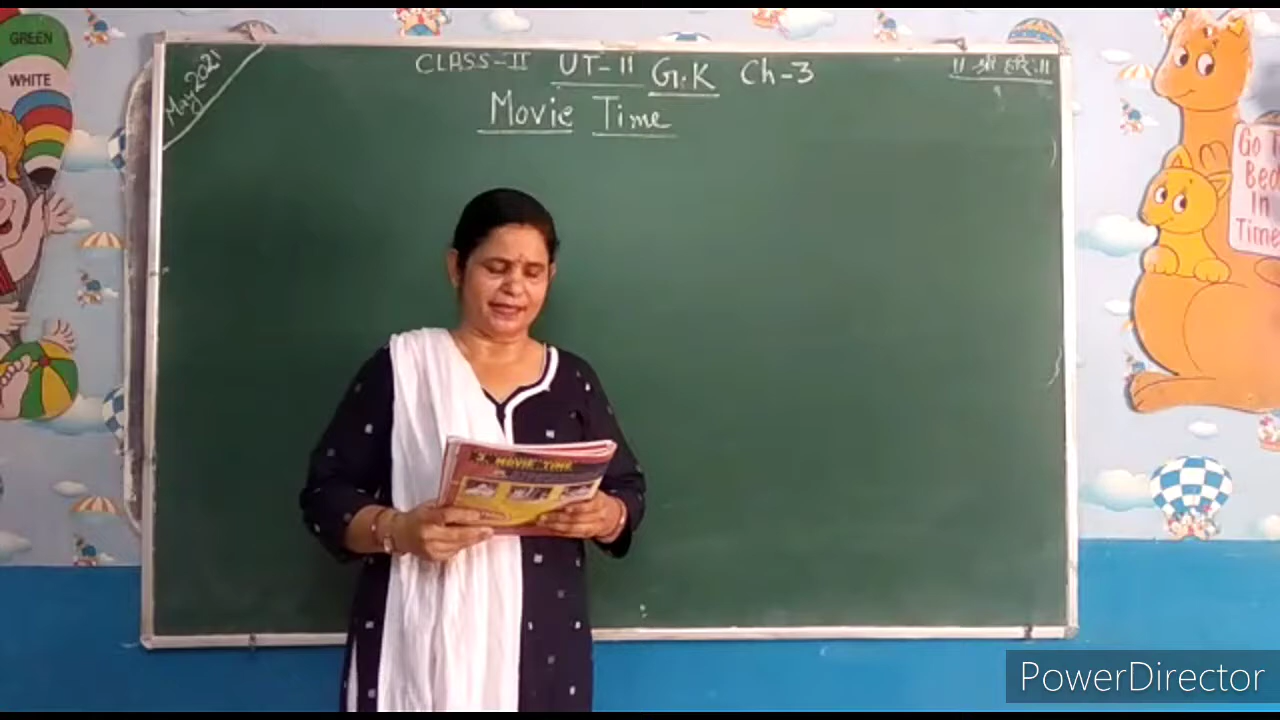 GREEN
WHITE
May 2021
CLASS-II UT-II G.K Ch-3
॥ श्री हरि:॥
Movie Time
Go T
Bed
In
Time
3. MOVIE TIME
PowerDirector